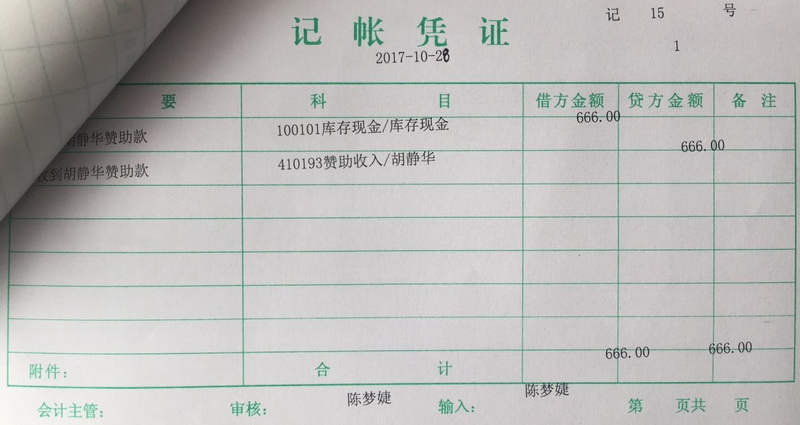 记 15 号
记帐凭证
2017-10-28
1
要 科目 借方金额 贷方金额 备注
胡静华赞助款 100101库存现金/库存现金 666.00
收到胡静华赞助款 410193赞助收入/胡静华 666.00
附件: 合计 666.00 666.00
会计主管: 审核: 陈梦婕 输入: 陈梦婕 第 页共 页